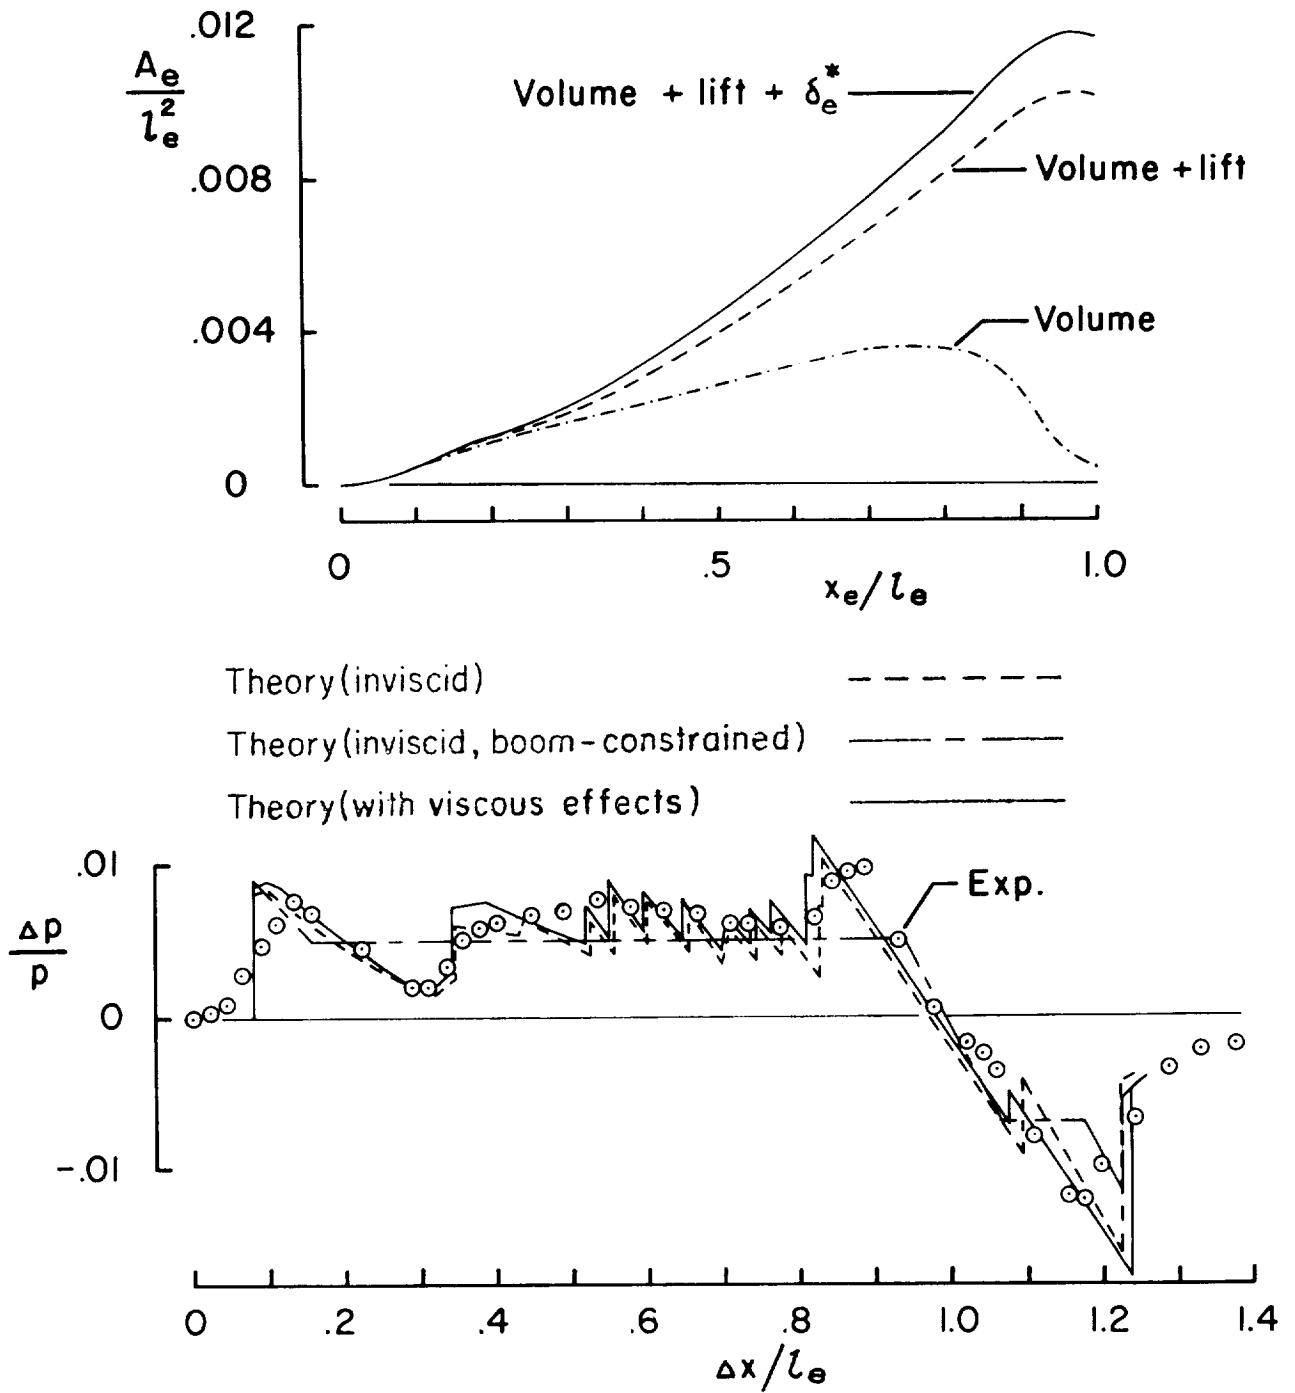 .012
A_e / l_e^2
Volume + lift + δ_e^*
.008
Volume + lift
.004
Volume
0
0 .5 1.0
x_e/l_e
Theory(inviscid)
Theory(inviscid, boom-constrained)
Theory(with viscous effects)
.01
Exp.
Δp / p
0
-.01
0 .2 .4 .6 .8 1.0 1.2 1.4
Δx/l_e